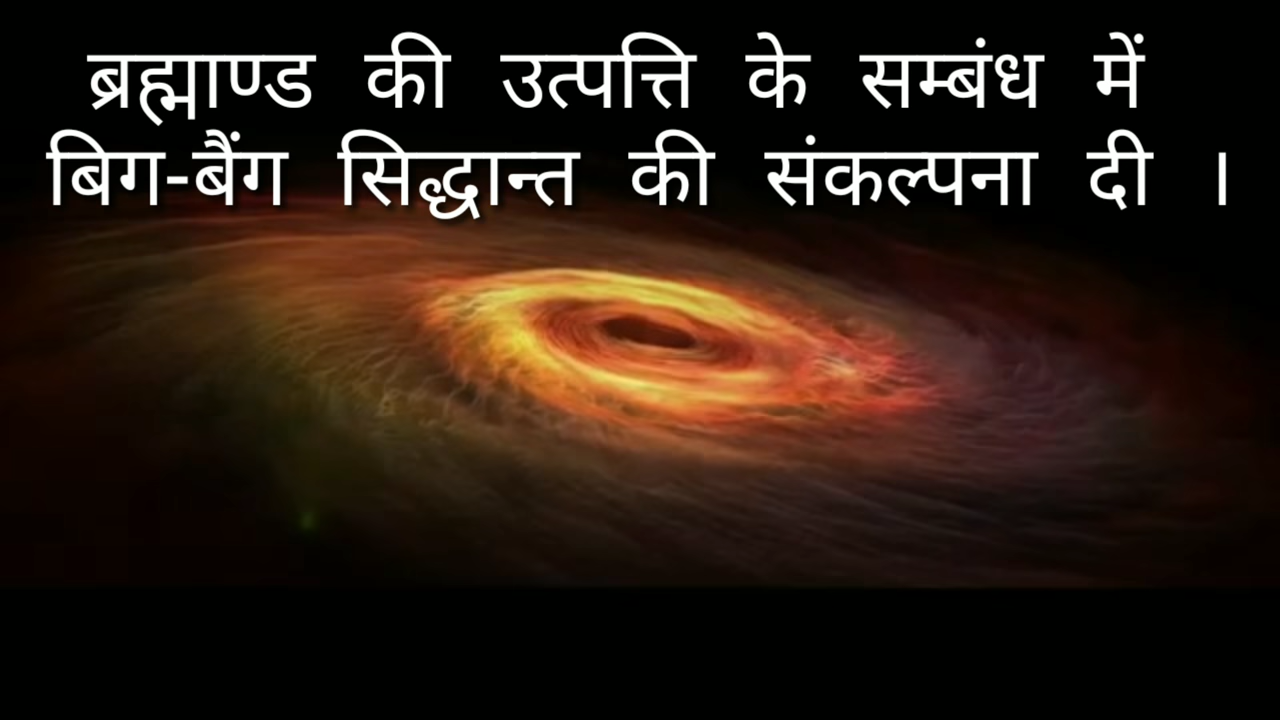 ब्रह्माण्ड की उत्पत्ति के सम्बंध में
बिग-बैंग सिद्धान्त की संकल्पना दी ।